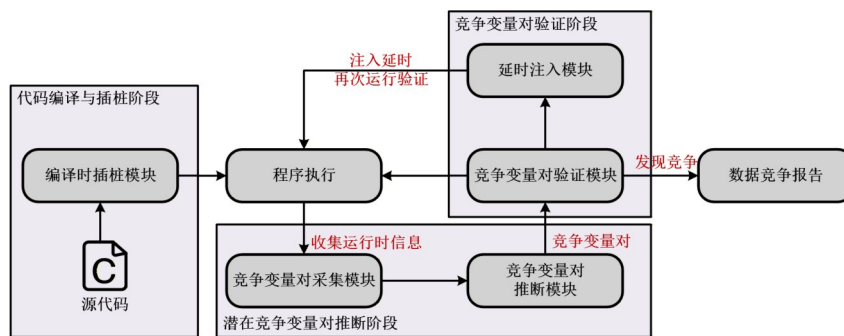 竞争变量对验证阶段
注入延时
再次运行验证
延时注入模块
代码编译与插桩阶段
编译时插桩模块
程序执行
竞争变量对验证模块
发现竞争
数据竞争报告
收集运行时信息
竞争变量对
C
源代码
竞争变量对采集模块
竞争变量对
推断模块
潜在竞争变量对推断阶段